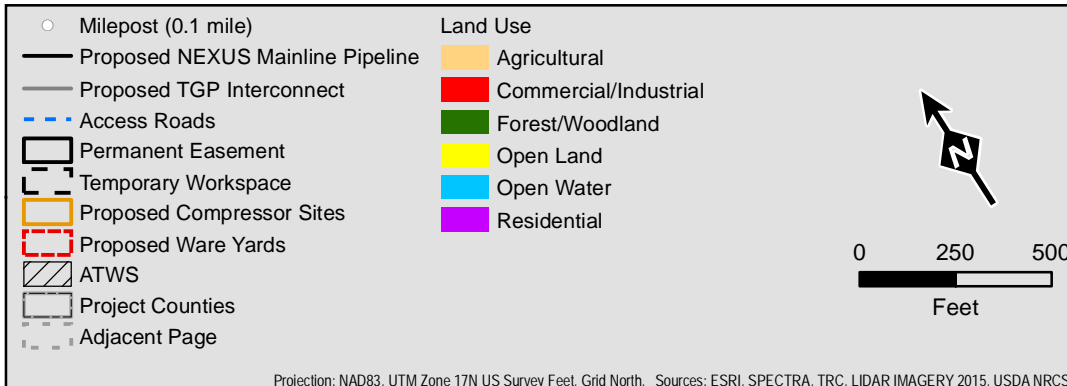 Milepost (0.1 mile)
Proposed NEXUS Mainline Pipeline
Proposed TGP Interconnect
Access Roads
Permanent Easement
Temporary Workspace
Proposed Compressor Sites
Proposed Ware Yards
ATWS
Project Counties
Adjacent Page
Land Use
Agricultural
Commercial/Industrial
Forest/Woodland
Open Land
Open Water
Residential
N
0 250 500
Feet
Projection: NAD83, UTM Zone 17N US Survey Feet, Grid North. Sources: ESRI, SPECTRA, TRC, LIDAR IMAGERY 2015, USDA NRCS